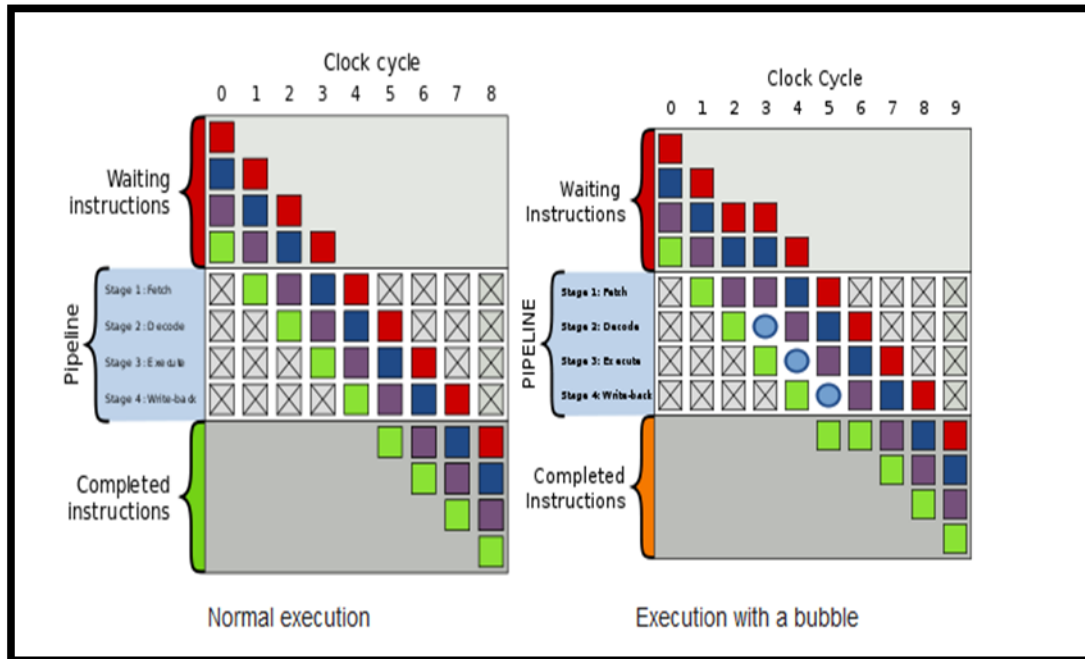 Clock cycle
0 1 2 3 4 5 6 7 8
Waiting
instructions
Pipeline
Stage 1: Fetch
Stage 2: Decode
Stage 3: Execute
Stage 4: Write-back
Completed
instructions
Normal execution
Clock Cycle
0 1 2 3 4 5 6 7 8 9
Waiting
Instructions
PIPELINE
Stage 1: Fetch
Stage 2: Decode
Stage 3: Execute
Stage 4: Write-back
Completed
Instructions
Execution with a bubble